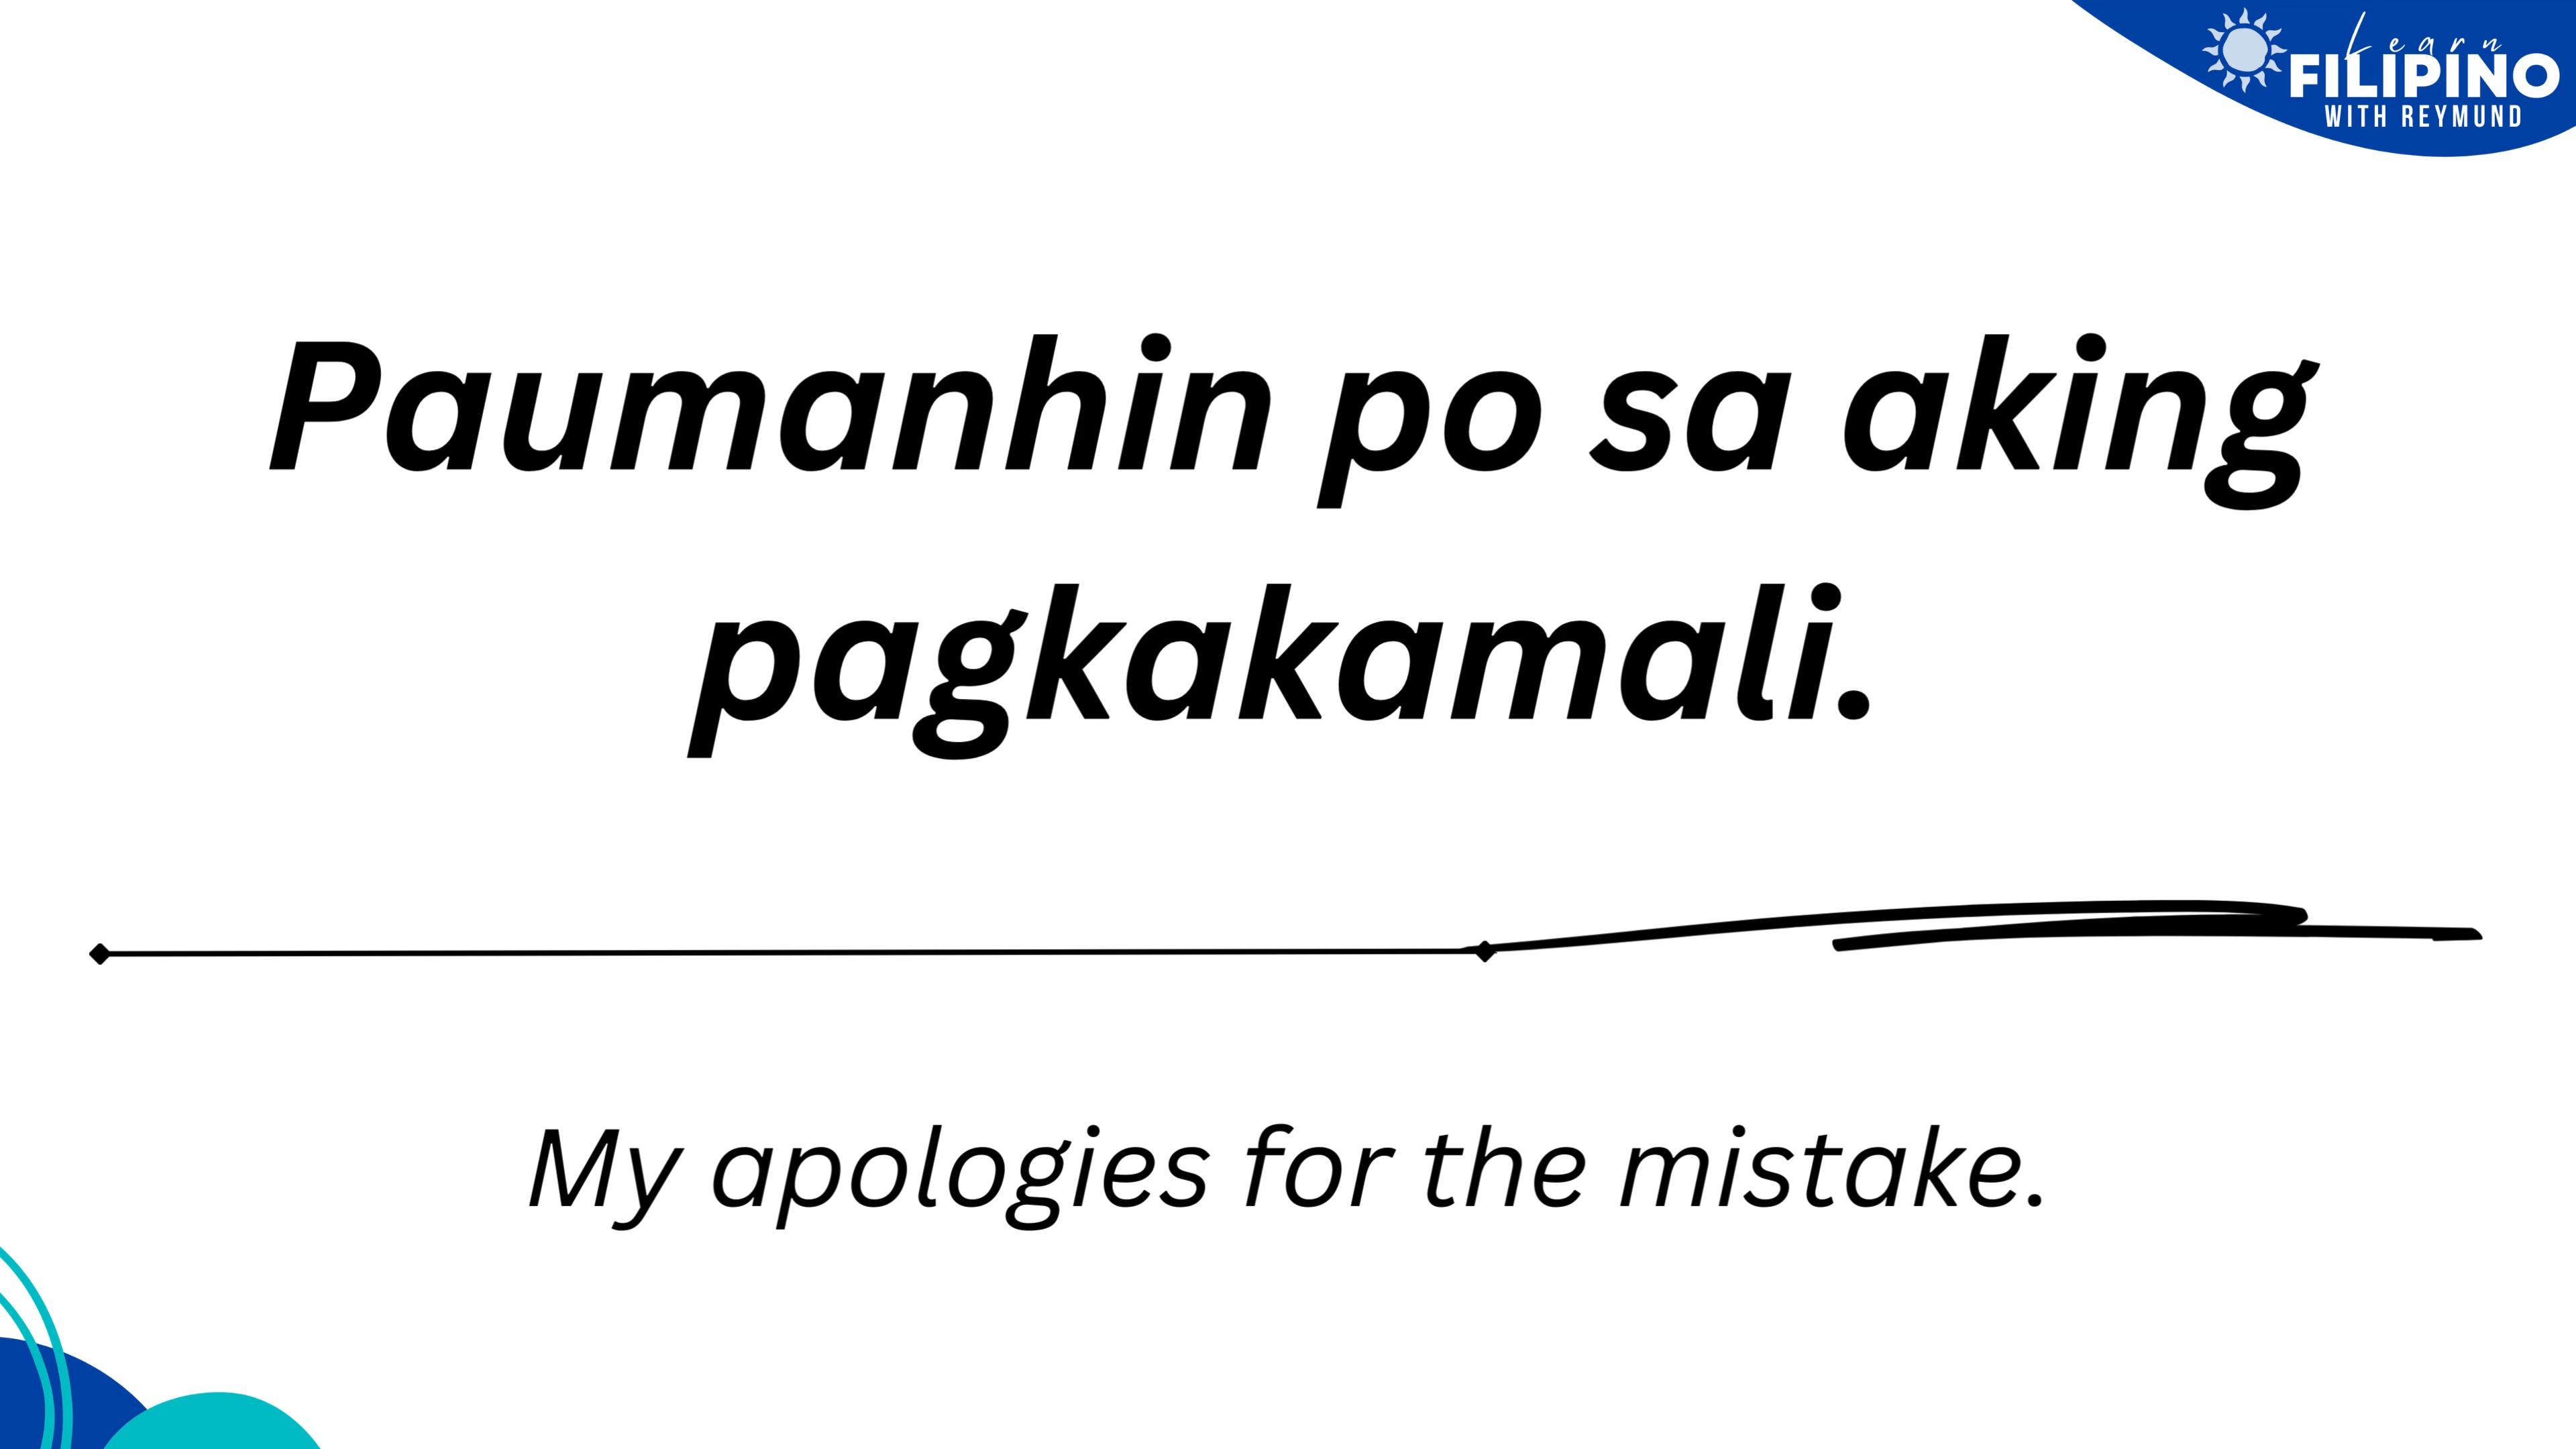 Learn
FILIPINO
WITH REYMUND
Paumanhin po sa aking
pagkakamali.
My apologies for the mistake.